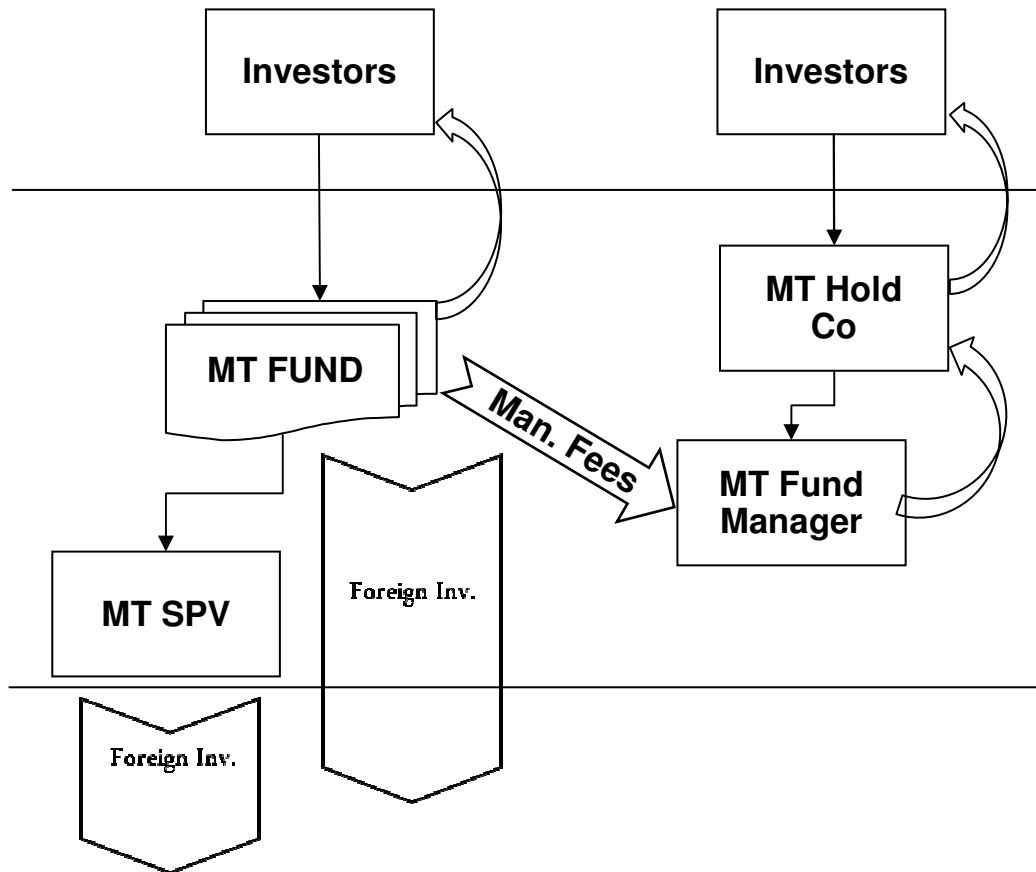 Investors
Investors
MT Hold
Co
MT FUND
Man. Fees
MT Fund
Manager
Foreign Inv.
MT SPV
Foreign Inv.